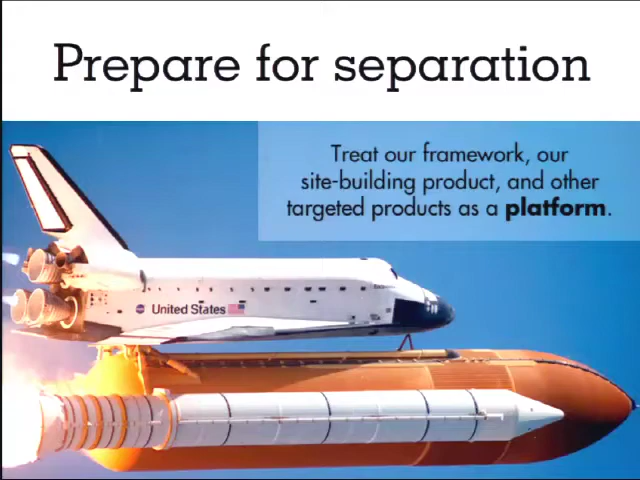 Prepare for separation
Treat our framework, our
site-building product, and other
targeted products as a platform.
United States